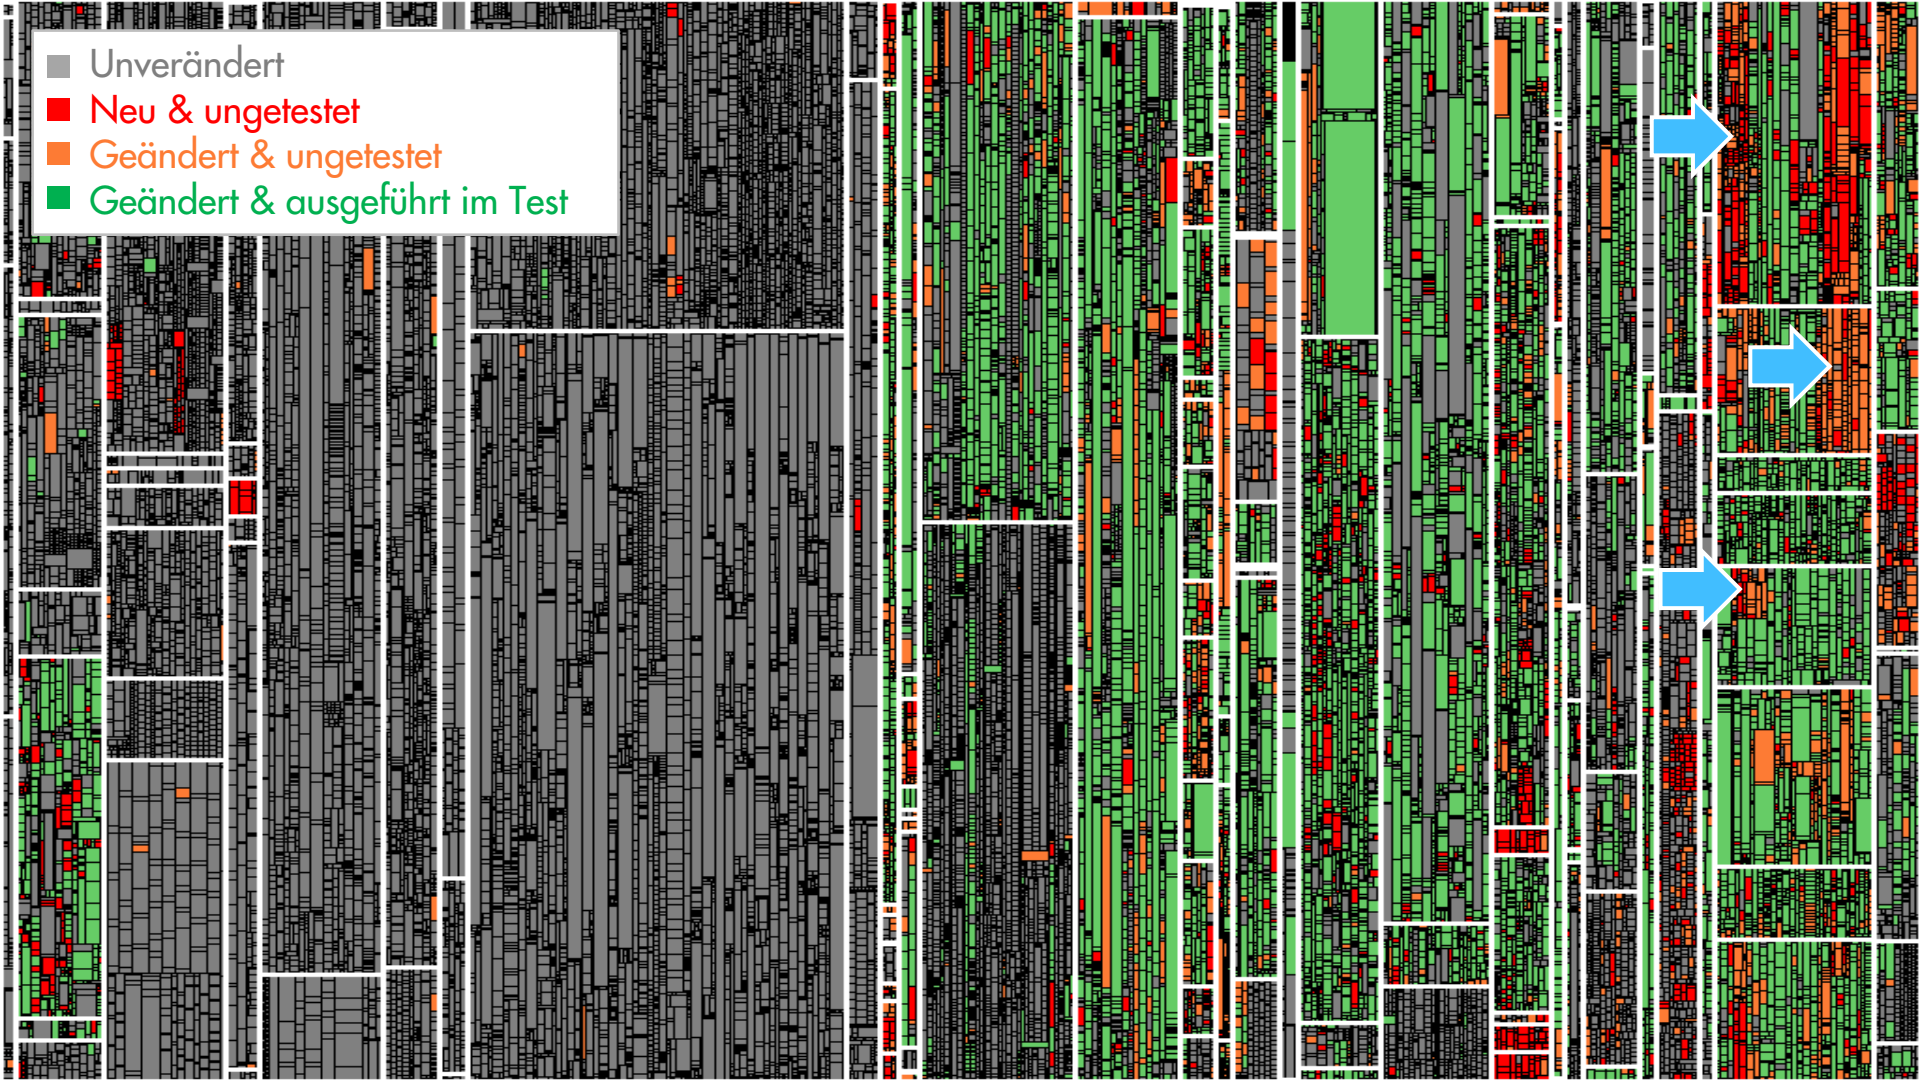 Unverändert
Neu & ungetestet
Geändert & ungetestet
Geändert & ausgeführt im Test